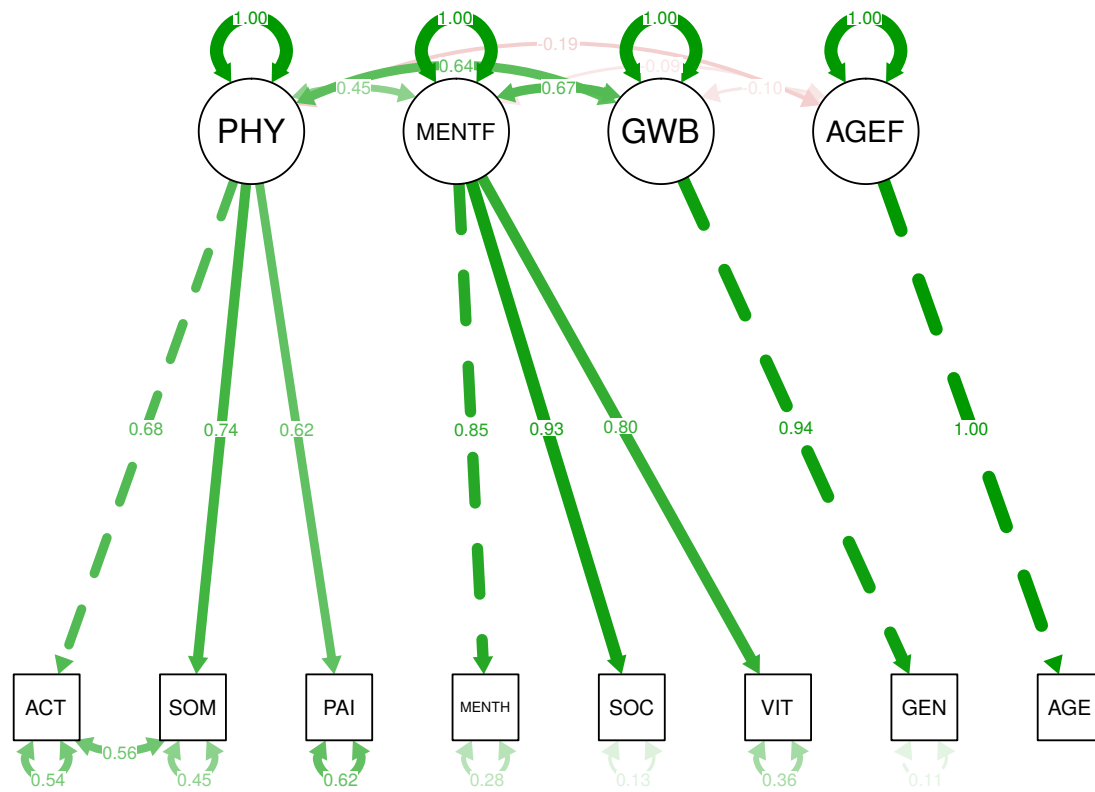 1.00 1.00 1.00 1.00
-0.19
0.64 -0.09
0.45 0.67 -0.10
PHY MENTF GWB AGEF
0.68 0.74 0.62 0.85 0.93 0.80 0.94 1.00
ACT SOM PAI MENTH SOC VIT GEN AGE
0.56
0.54 0.45 0.62 0.28 0.13 0.36 0.11